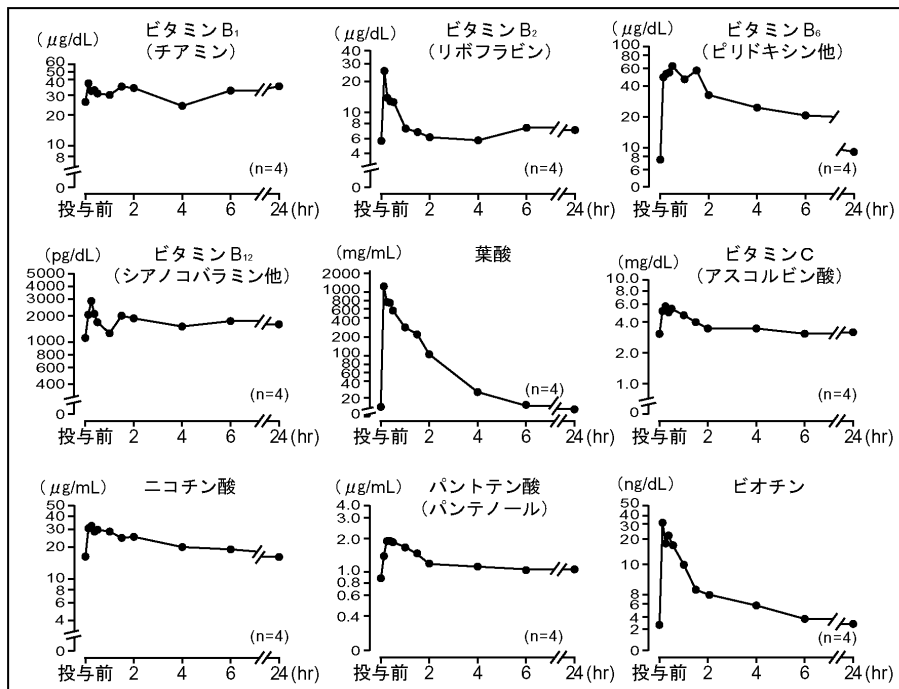 ビタミンB₁
(チアミン)
(μg/dL)
60
50
40
30
20
10
8
0
(n=4)
投与前 2 4 6 24 (hr)
ビタミンB₂
(リボフラビン)
(μg/dL)
40
20
10
8
6
4
0
(n=4)
投与前 2 4 6 24 (hr)
ビタミンB₆
(ピリドキシン他)
(μg/dL)
100
80
60
40
20
10
8
6
0
(n=4)
投与前 2 4 6 24 (hr)
ビタミンB₁₂
(シアノコバラミン他)
(pg/dL)
5000
3000
2000
1000
800
600
400
0
(n=4)
投与前 2 4 6 24 (hr)
葉酸
(mg/mL)
2000
1000
800
600
400
200
100
80
60
40
20
0
(n=4)
投与前 2 4 6 24 (hr)
ビタミンC
(アスコルビン酸)
(mg/dL)
10.0
8.0
6.0
4.0
2.0
1.0
0
(n=4)
投与前 2 4 6 24 (hr)
ニコチン酸
(μg/mL)
50
40
30
20
10
8
6
4
0
(n=4)
投与前 2 4 6 24 (hr)
パントテン酸
(パンテノール)
(μg/mL)
4.0
3.0
2.0
1.0
0.8
0.6
0.4
0
(n=4)
投与前 2 4 6 24 (hr)
ビオチン
(ng/dL)
50
40
30
20
10
8
6
4
2
0
(n=4)
投与前 2 4 6 24 (hr)